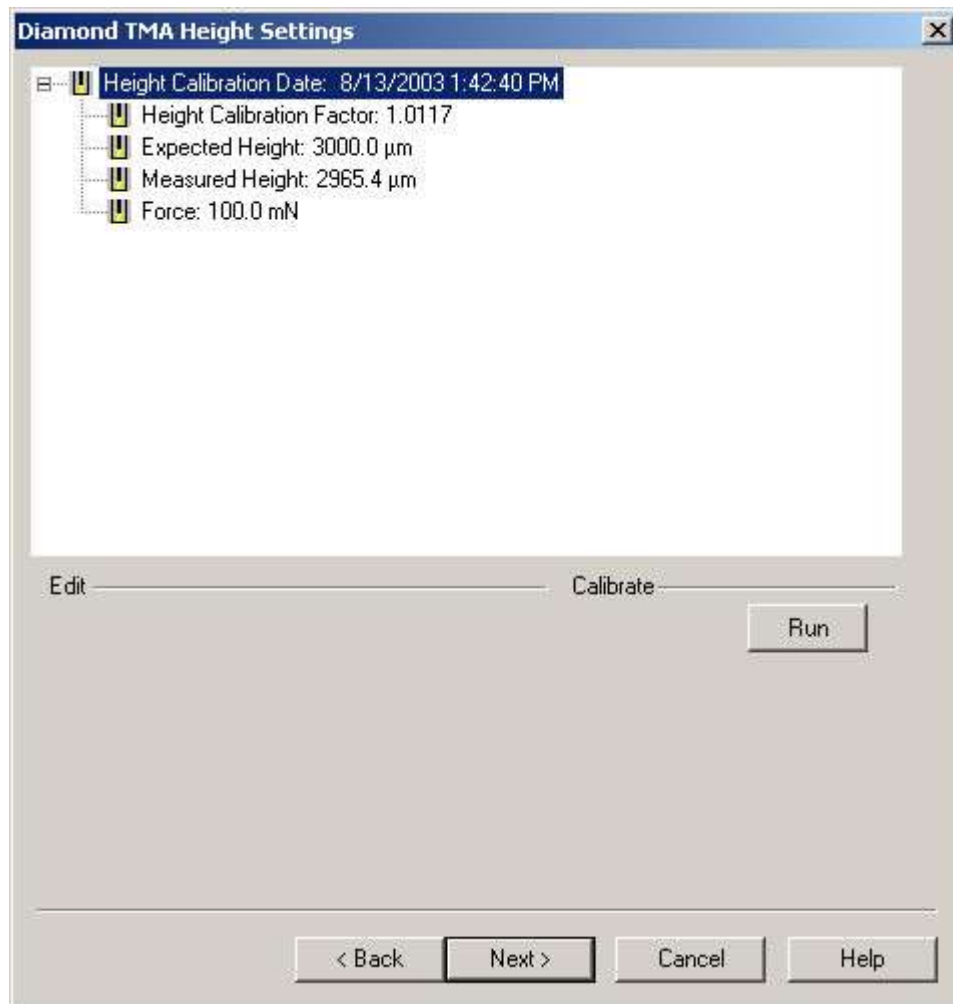 Diamond TMA Height Settings
Height Calibration Date: 8/13/2003 1:42:40 PM
Height Calibration Factor: 1.0117
Expected Height: 3000.0 µm
Measured Height: 2965.4 µm
Force: 100.0 mN
Edit
Calibrate
Run
< Back
Next >
Cancel
Help